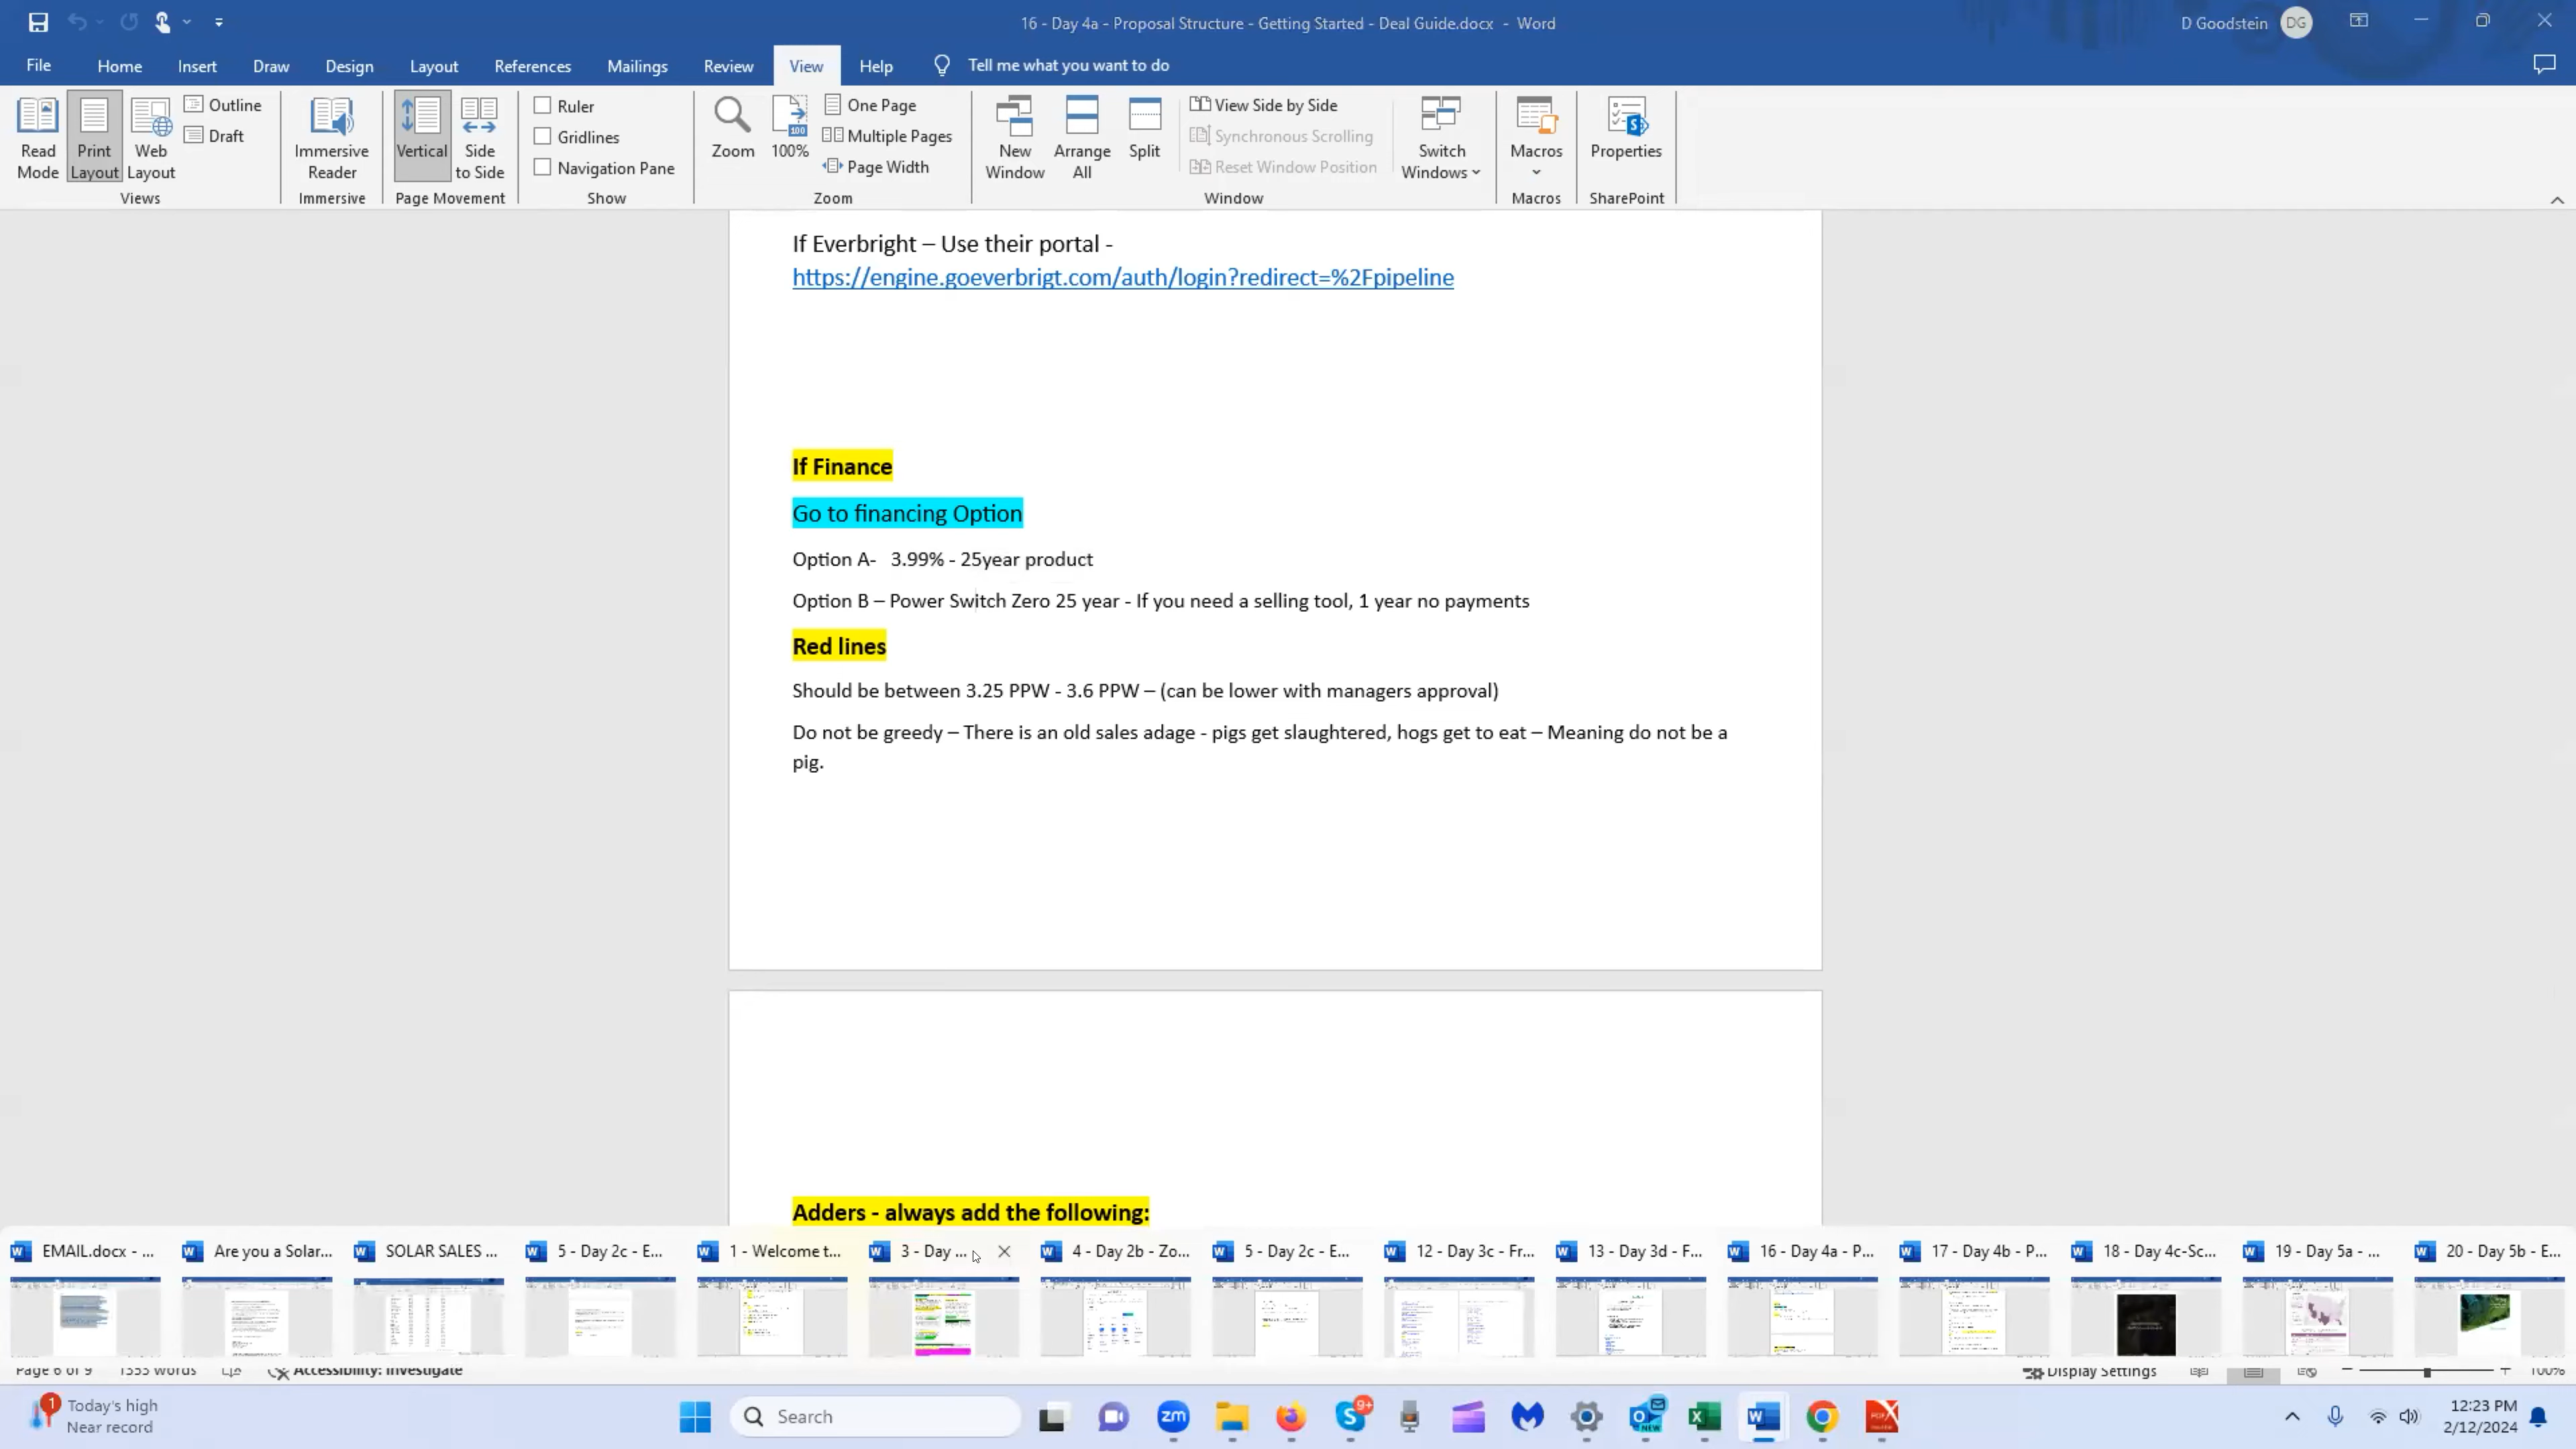 16 - Day 4a - Proposal Structure - Getting Started - Deal Guide.docx - Word
D Goodstein DG
File Home Insert Draw Design Layout References Mailings Review View Help Tell me what you want to do
Read Mode
Print Layout
Web Layout
Outline
Draft
Views
Immersive Reader
Immersive
Vertical
Side to Side
Page Movement
Ruler
Gridlines
Navigation Pane
Show
Zoom
100
100%
One Page
Multiple Pages
Page Width
Zoom
New Window
Arrange All
Split
View Side by Side
Synchronous Scrolling
Reset Window Position
Window
Switch Windows
Macros
Macros
Properties
SharePoint
If Everbright – Use their portal -
https://engine.goeverbrigt.com/auth/login?redirect=%2Fpipeline
If Finance
Go to financing Option
Option A- 3.99% - 25year product
Option B – Power Switch Zero 25 year - If you need a selling tool, 1 year no payments
Red lines
Should be between 3.25 PPW - 3.6 PPW – (can be lower with managers approval)
Do not be greedy – There is an old sales adage - pigs get slaughtered, hogs get to eat – Meaning do not be a
pig.
Adders - always add the following:
EMAIL.docx - ...
Are you a Solar...
SOLAR SALES ...
5 - Day 2c - E...
1 - Welcome t...
3 - Day ...
4 - Day 2b - Zo...
5 - Day 2c - E...
12 - Day 3c - Fr...
13 - Day 3d - F...
16 - Day 4a - P...
17 - Day 4b - P...
18 - Day 4c-Sc...
19 - Day 5a - ...
20 - Day 5b - E...
Page 6 of 9 1333 words Accessibility: Investigate
Display Settings 100%
1
Today's high
Near record
Search
zm
9+
NEW
12:23 PM
2/12/2024